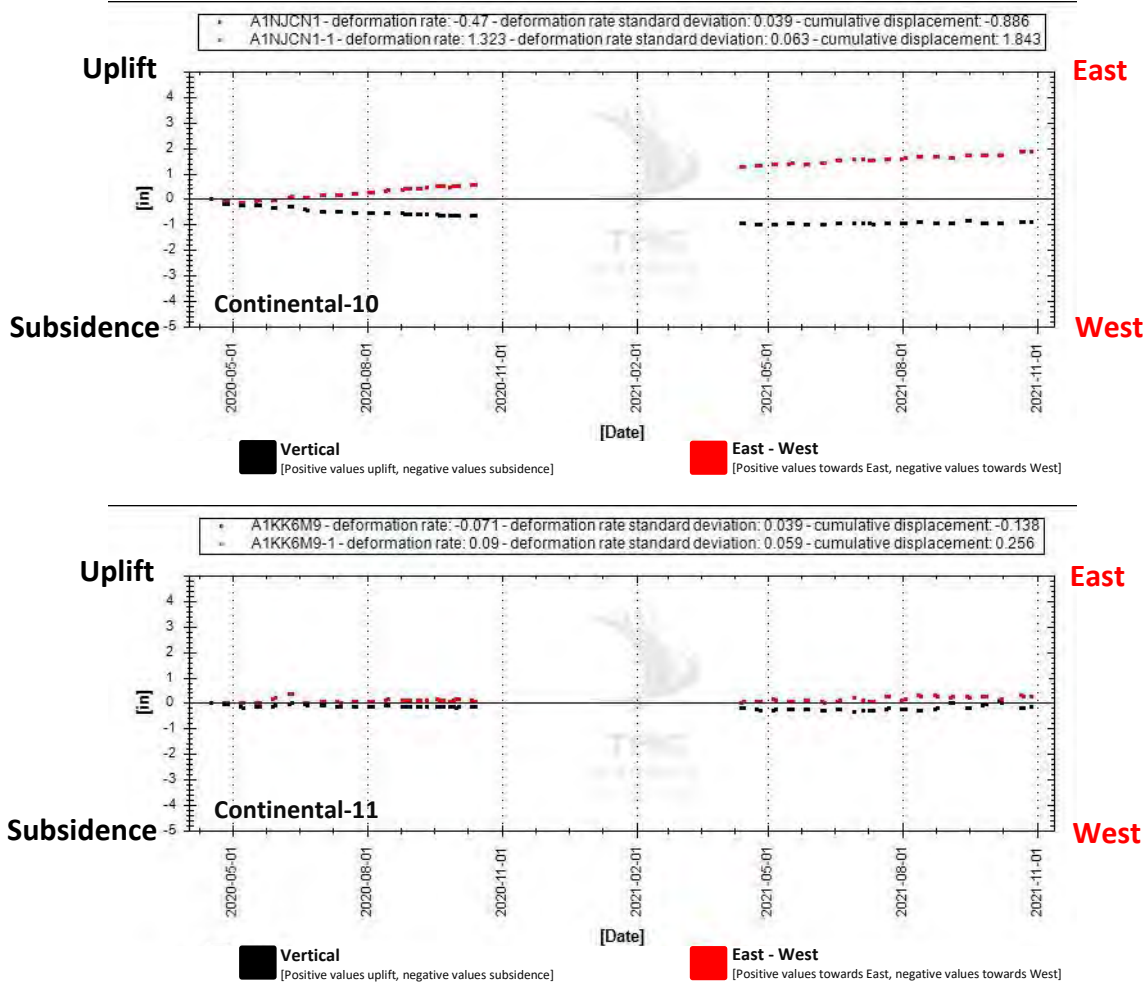 A1NJCN1 - deformation rate: -0.47 - deformation rate standard deviation: 0.039 - cumulative displacement: -0.886
A1NJCN1-1 - deformation rate: 1.323 - deformation rate standard deviation: 0.063 - cumulative displacement: 1.843
Uplift
East
4
3
2
1
0
-1
-2
-3
-4
-5
[in]
TRE
Continental-10
Subsidence
West
2020-05-01
2020-08-01
2020-11-01
2021-02-01
2021-05-01
2021-08-01
2021-11-01
[Date]
Vertical
[Positive values uplift, negative values subsidence]
East - West
[Positive values towards East, negative values towards West]
A1KK6M9 - deformation rate: -0.071 - deformation rate standard deviation: 0.039 - cumulative displacement: -0.138
A1KK6M9-1 - deformation rate: 0.09 - deformation rate standard deviation: 0.059 - cumulative displacement: 0.256
Uplift
East
4
3
2
1
0
-1
-2
-3
-4
-5
[in]
TRE
Continental-11
Subsidence
West
2020-05-01
2020-08-01
2020-11-01
2021-02-01
2021-05-01
2021-08-01
2021-11-01
[Date]
Vertical
[Positive values uplift, negative values subsidence]
East - West
[Positive values towards East, negative values towards West]